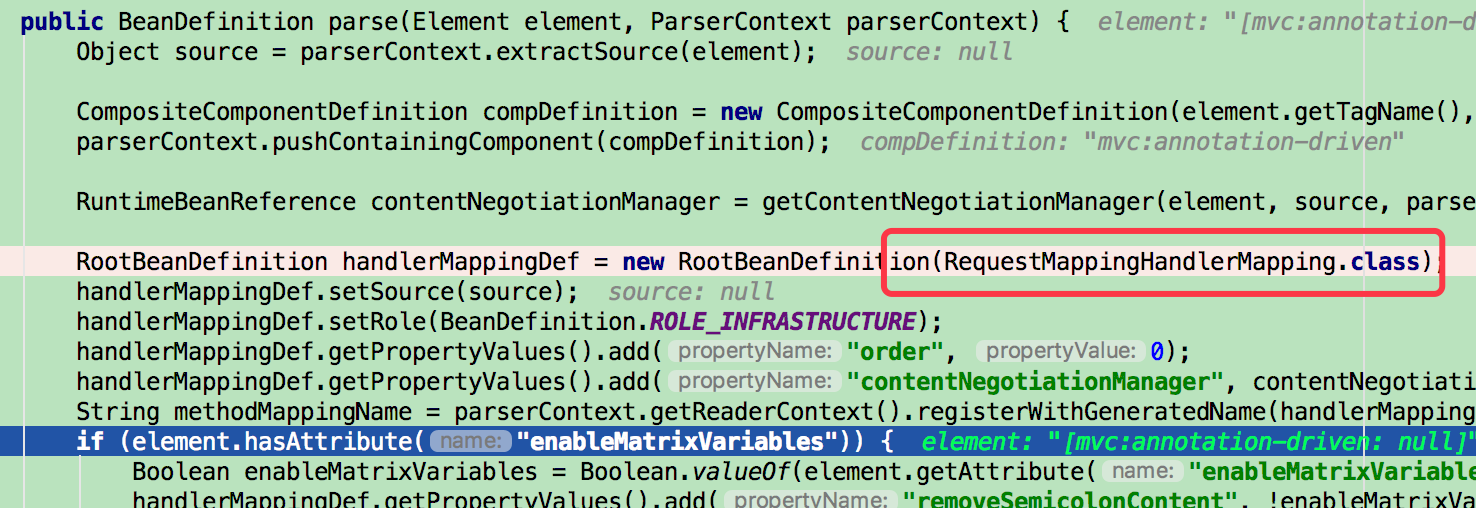 public BeanDefinition parse(Element element, ParserContext parserContext) { element: "[mvc:annotation-d
Object source = parserContext.extractSource(element); source: null
CompositeComponentDefinition compDefinition = new CompositeComponentDefinition(element.getTagName(),
parserContext.pushContainingComponent(compDefinition); compDefinition: "mvc:annotation-driven"
RuntimeBeanReference contentNegotiationManager = getContentNegotiationManager(element, source, parse
RootBeanDefinition handlerMappingDef = new RootBeanDefinition(RequestMappingHandlerMapping.class);
handlerMappingDef.setSource(source); source: null
handlerMappingDef.setRole(BeanDefinition.ROLE_INFRASTRUCTURE);
handlerMappingDef.getPropertyValues().add( propertyName: "order", propertyValue: 0);
handlerMappingDef.getPropertyValues().add( propertyName: "contentNegotiationManager", contentNegotiati
String methodMappingName = parserContext.getReaderContext().registerWithGeneratedName(handlerMapping
if (element.hasAttribute( name: "enableMatrixVariables")) { element: "[mvc:annotation-driven: null]"
Boolean enableMatrixVariables = Boolean.valueOf(element.getAttribute( name: "enableMatrixVariable
handlerMappingDef.getPropertyValues().add( propertyName: "removeSemicolonContent", !enableMatrixVa